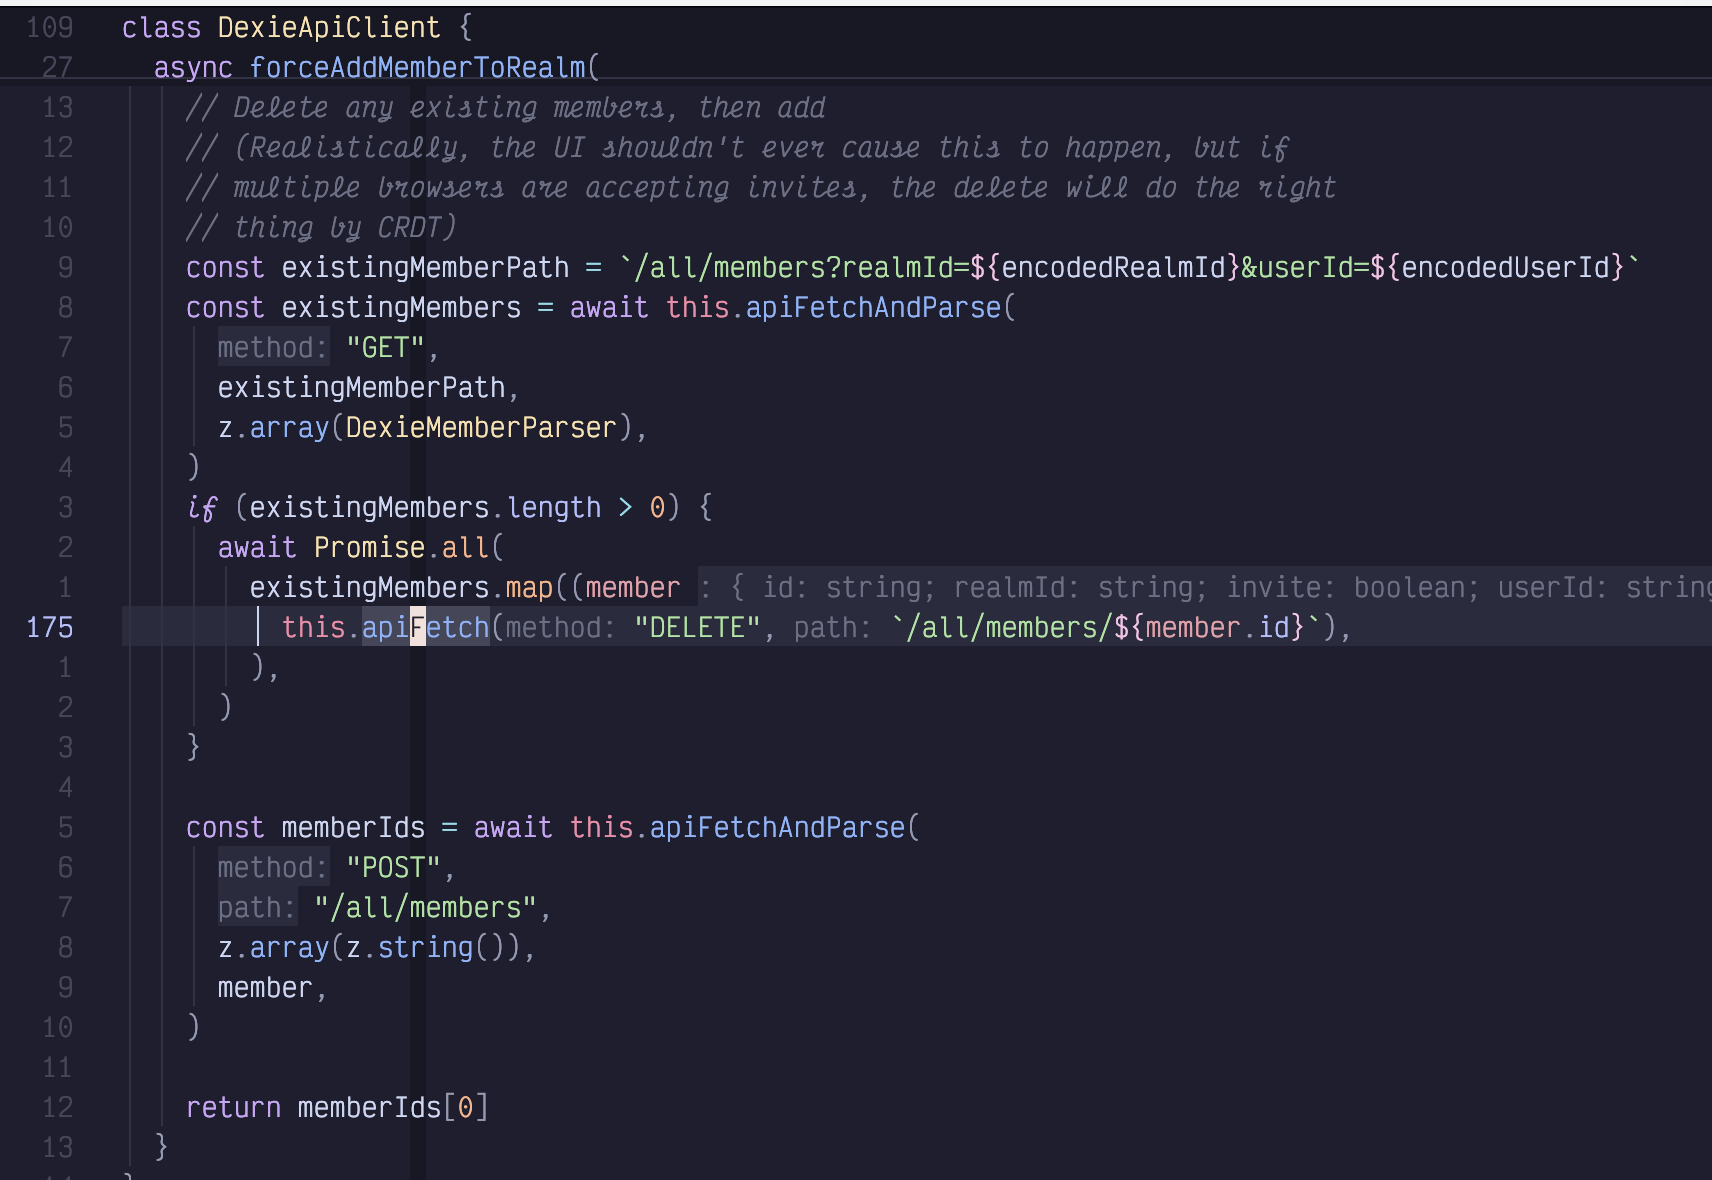 109 class DexieApiClient {
27 async forceAddMemberToRealm(
13 // Delete any existing members, then add
12 // (Realistically, the UI shouldn't ever cause this to happen, but if
11 // multiple browsers are accepting invites, the delete will do the right
10 // thing by CRDT)
9 const existingMemberPath = `/all/members?realmId=${encodedRealmId}&userId=${encodedUserId}`
8 const existingMembers = await this.apiFetchAndParse(
7 method: "GET",
6 existingMemberPath,
5 z.array(DexieMemberParser),
4 )
3 if (existingMembers.length > 0) {
2 await Promise.all(
1 existingMembers.map((member : { id: string; realmId: string; invite: boolean; userId: string
175 this.apiFetch(method: "DELETE", path: `/all/members/${member.id}`),
1 ),
2 )
3 }
4
5 const memberIds = await this.apiFetchAndParse(
6 method: "POST",
7 path: "/all/members",
8 z.array(z.string()),
9 member,
10 )
11
12 return memberIds[0]
13 }